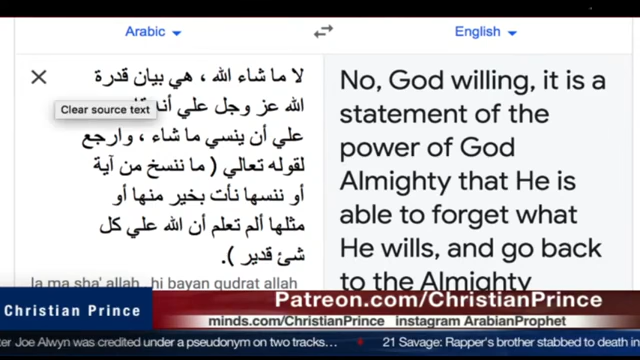 Arabic
English
لا ما شاء الله ، هي بيان قدرة
الله عز وجل علي أنه
Clear source text
علي أن ينسي ما شاء ، وارجع
لقوله تعالي ( ما ننسخ من آية
أو ننسها نأت بخير منها أو
مثلها ألم تعلم أن الله علي كل
شئ قدير ).
la ma sha' allah , hi bayan qudrat allah
No, God willing, it is a
statement of the
power of God
Almighty that He is
able to forget what
He wills, and go back
to the Almighty
Christian Prince
Patreon.com/ChristianPrince
minds.com/ChristianPrince instagram ArabianProphet
ter Joe Alwyn was credited under a pseudonym on two tracks... 21 Savage: Rapper's brother stabbed to death in